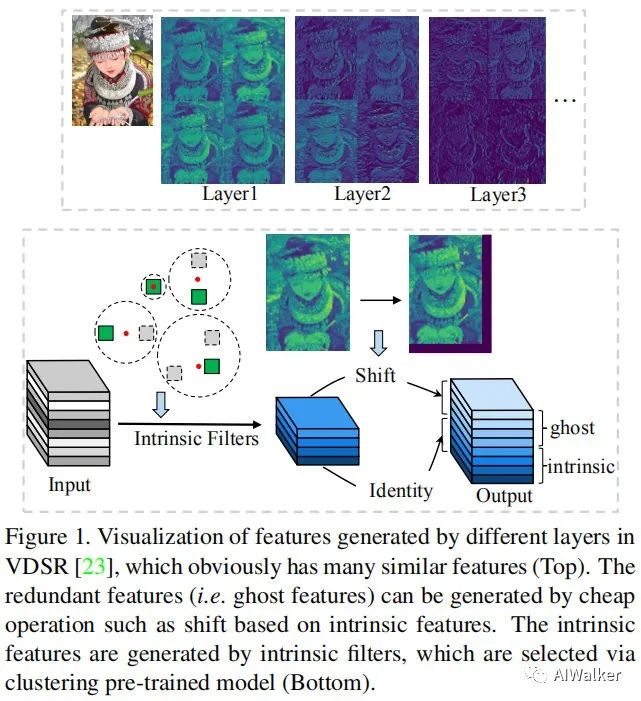 Layer1 Layer2 Layer3 ...
Shift
Intrinsic Filters
ghost
intrinsic
Input
Identity
Output
Figure 1. Visualization of features generated by different layers in
VDSR [23], which obviously has many similar features (Top). The
redundant features (i.e. ghost features) can be generated by cheap
operation such as shift based on intrinsic features. The intrinsic
features are generated by intrinsic filters, which are selected via
clustering pre-trained model (Bottom).
AIWalker